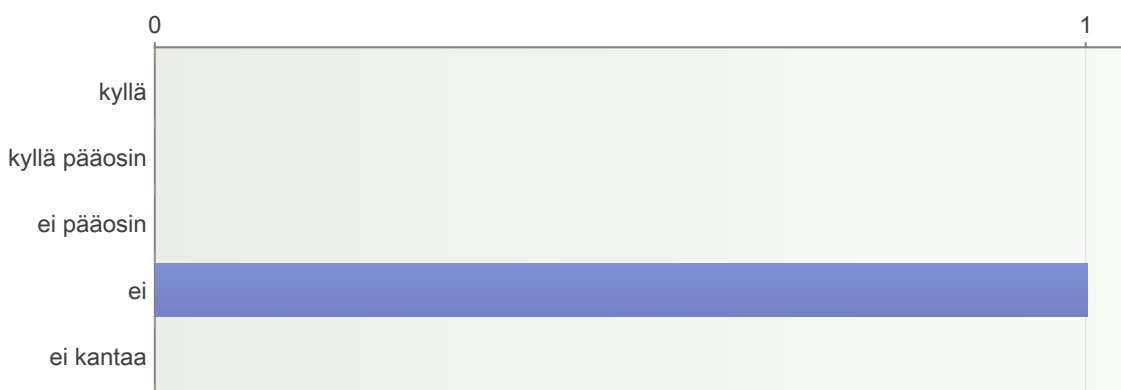 0 1
kyllä
kyllä pääosin
ei pääosin
ei
ei kantaa